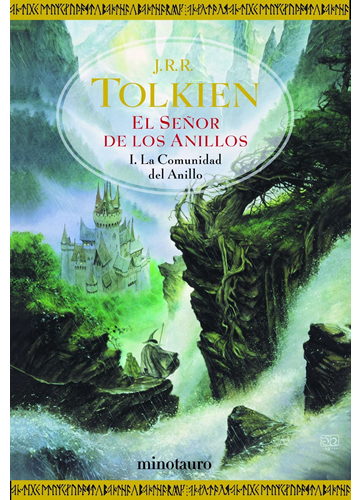 J.R.R.
TOLKIEN
EL SEÑOR
DE LOS ANILLOS
I. La Comunidad
del Anillo
minotauro